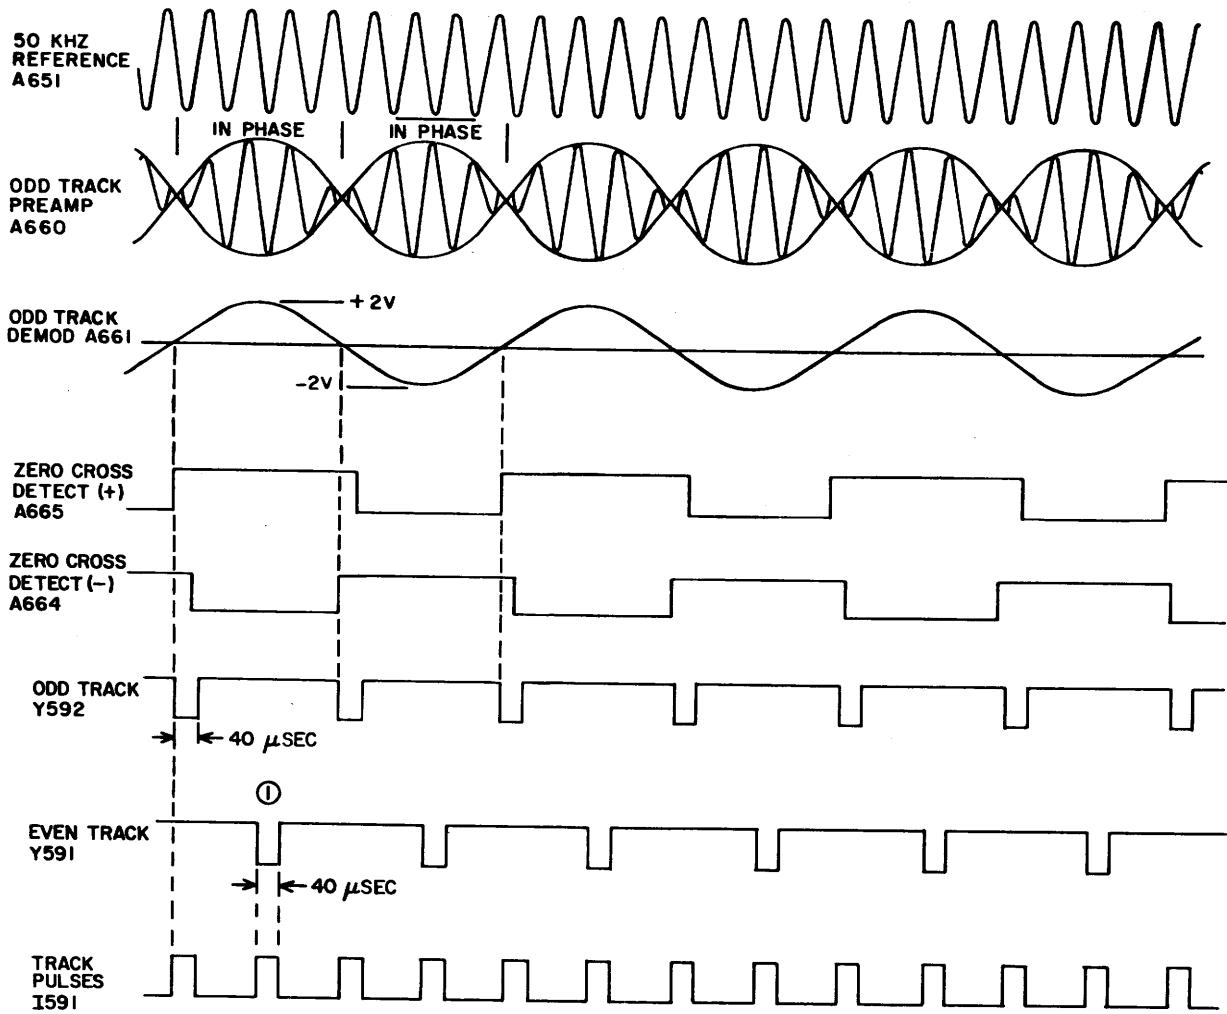 50 KHZ
REFERENCE
A651
IN PHASE
IN PHASE
ODD TRACK
PREAMP
A660
+2V
ODD TRACK
DEMOD A661
-2V
ZERO CROSS
DETECT (+)
A665
ZERO CROSS
DETECT (-)
A664
ODD TRACK
Y592
40 μSEC
1
EVEN TRACK
Y591
40 μSEC
TRACK
PULSES
I591